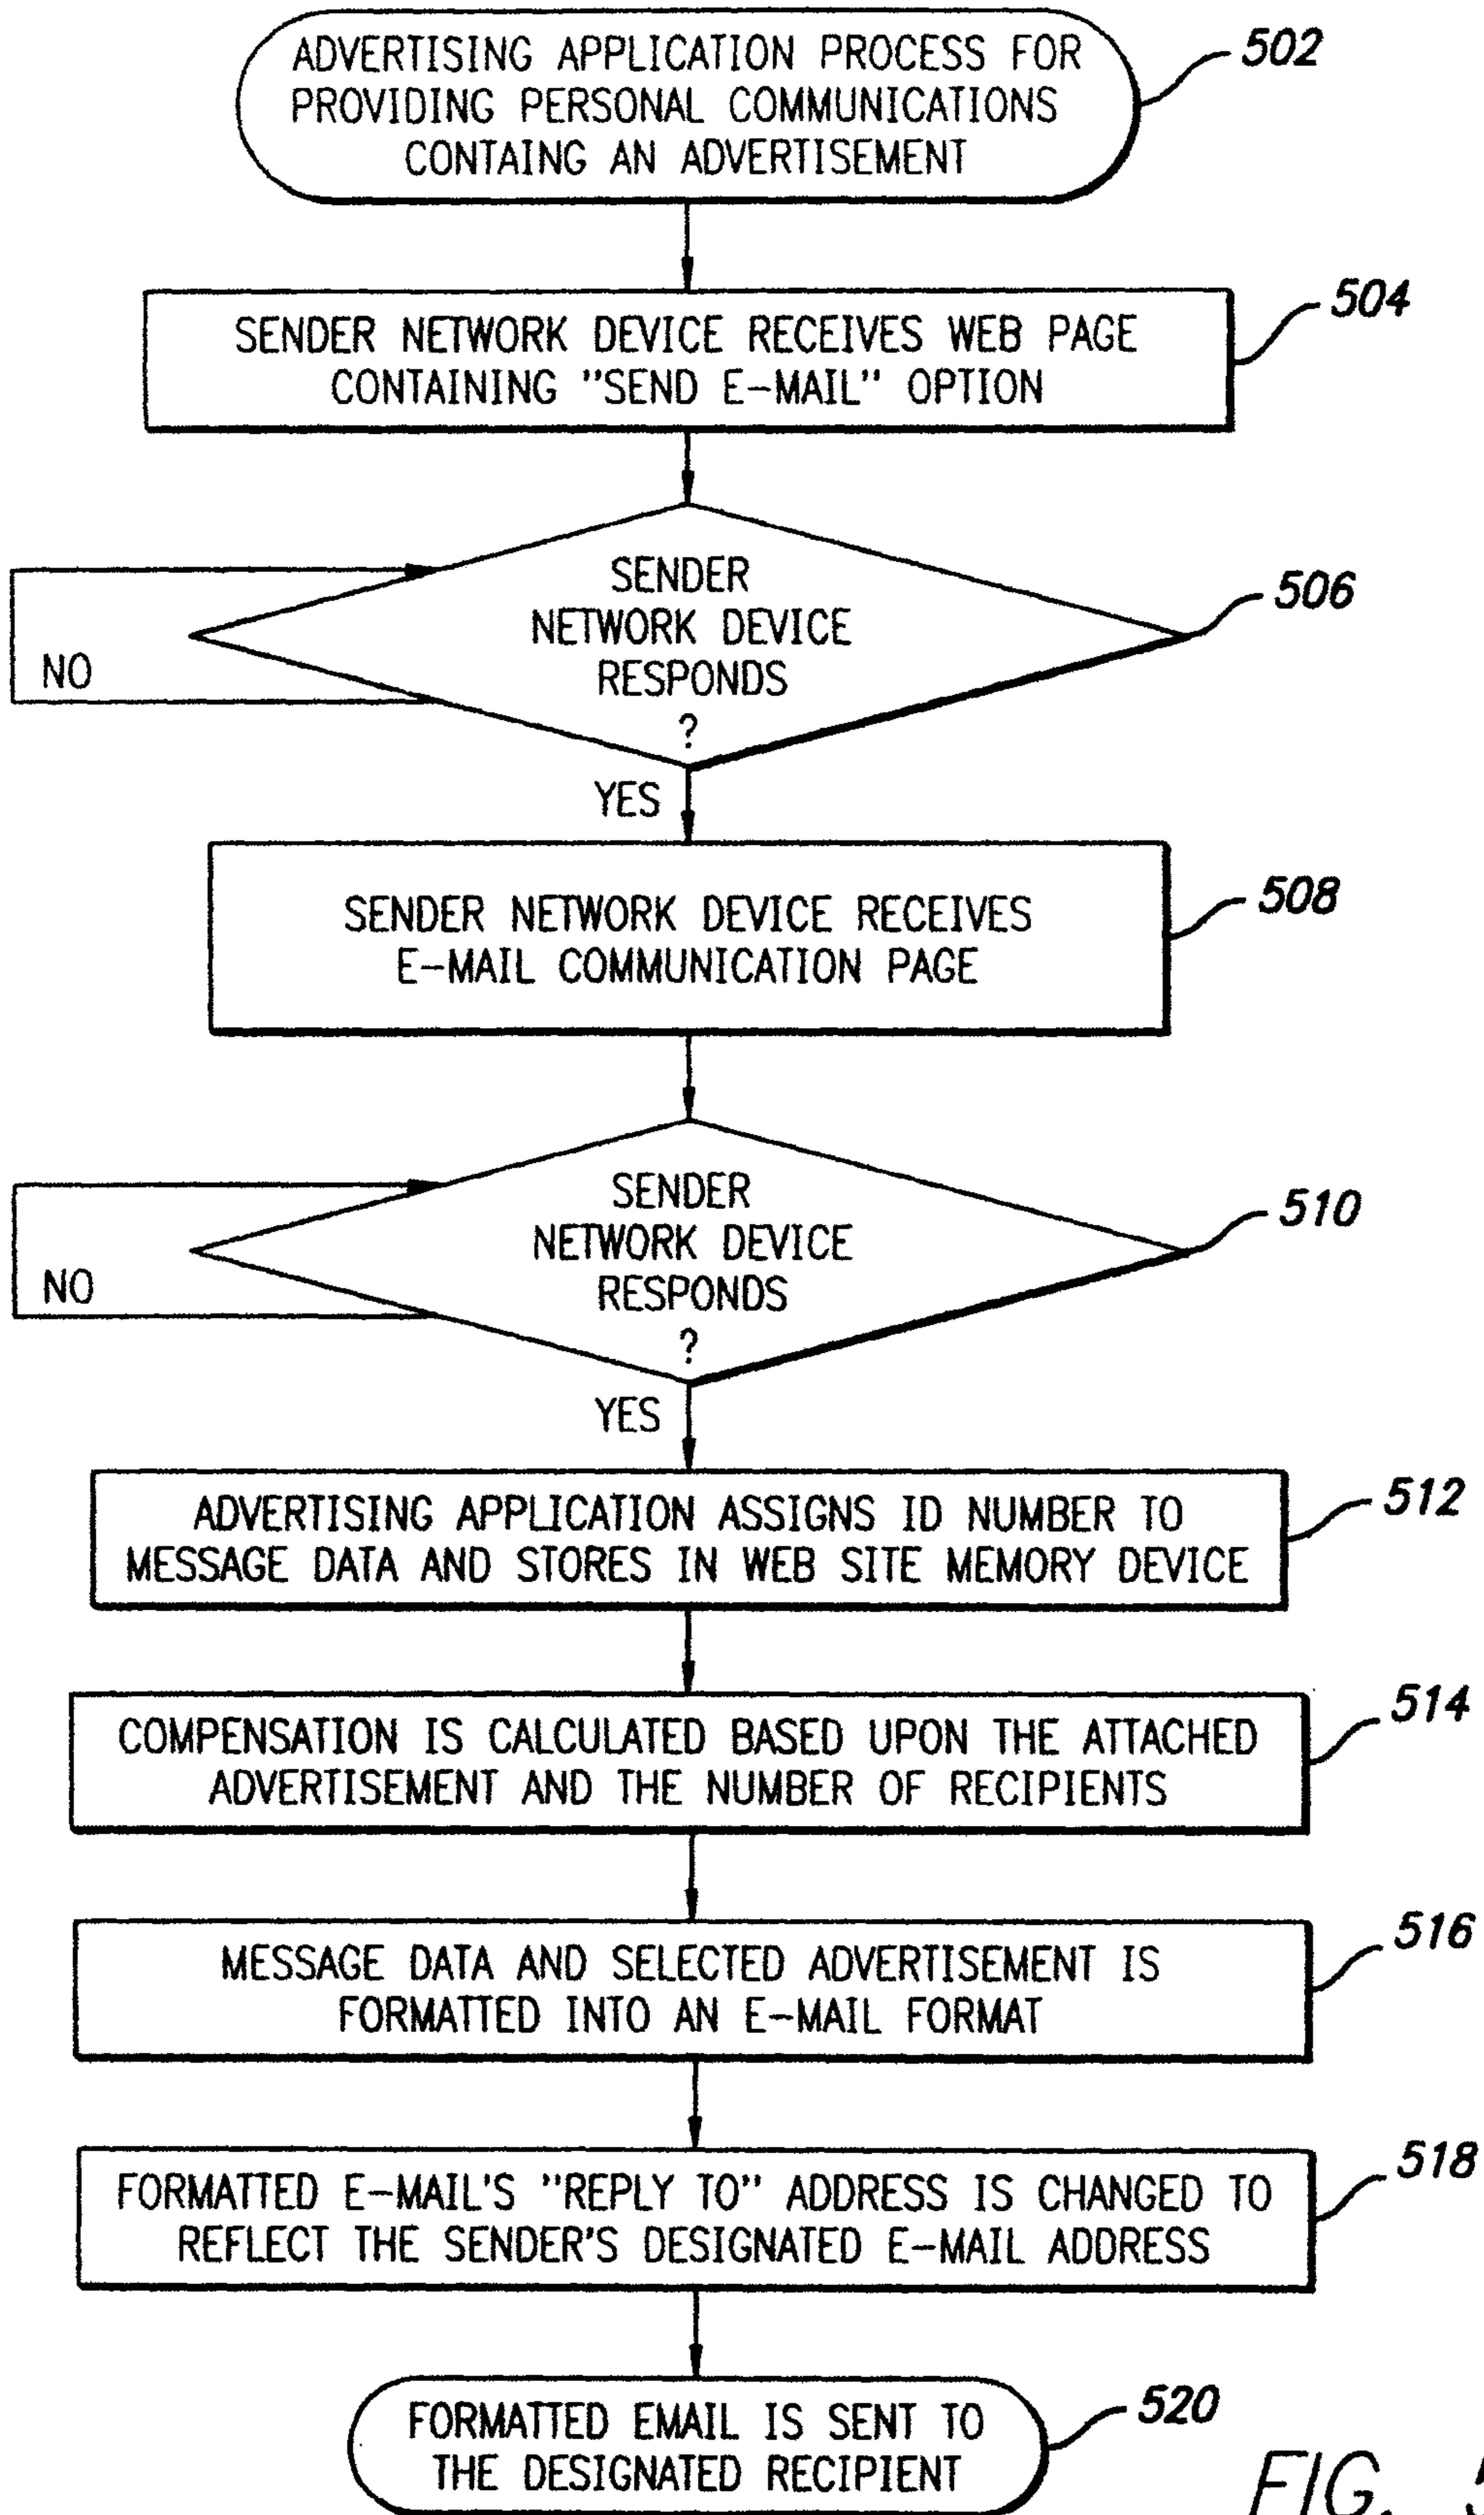 ADVERTISING APPLICATION PROCESS FOR
PROVIDING PERSONAL COMMUNICATIONS
CONTAING AN ADVERTISEMENT
502
SENDER NETWORK DEVICE RECEIVES WEB PAGE
CONTAINING "SEND E-MAIL" OPTION
504
SENDER
NETWORK DEVICE
RESPONDS
?
506
NO
YES
SENDER NETWORK DEVICE RECEIVES
E-MAIL COMMUNICATION PAGE
508
SENDER
NETWORK DEVICE
RESPONDS
?
510
NO
YES
ADVERTISING APPLICATION ASSIGNS ID NUMBER TO
MESSAGE DATA AND STORES IN WEB SITE MEMORY DEVICE
512
COMPENSATION IS CALCULATED BASED UPON THE ATTACHED
ADVERTISEMENT AND THE NUMBER OF RECIPIENTS
514
MESSAGE DATA AND SELECTED ADVERTISEMENT IS
FORMATTED INTO AN E-MAIL FORMAT
516
FORMATTED E-MAIL'S "REPLY TO" ADDRESS IS CHANGED TO
REFLECT THE SENDER'S DESIGNATED E-MAIL ADDRESS
518
FORMATTED EMAIL IS SENT TO
THE DESIGNATED RECIPIENT
520
FIG.